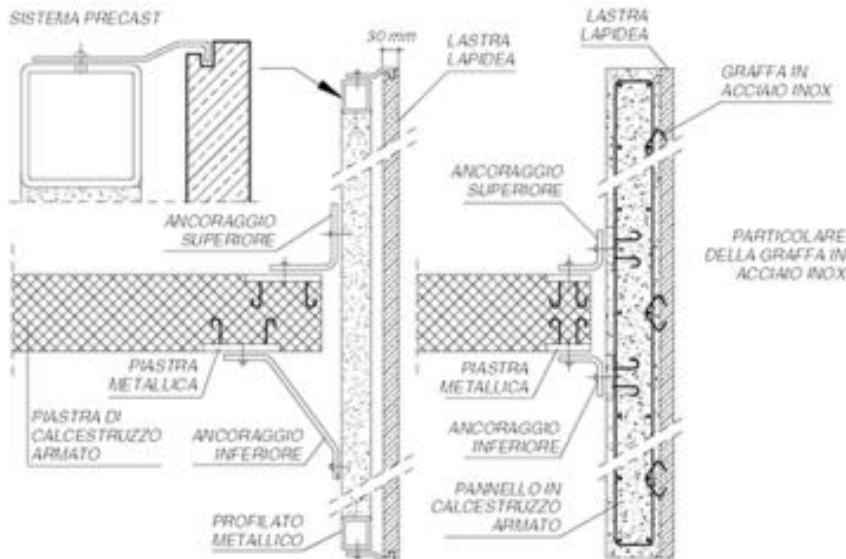 SISTEMA PRECAST
30 mm
LASTRA
LAPIDEA
LASTRA
LAPIDEA
GRAFFA IN
ACCIAIO INOX
ANCORAGGIO
SUPERIORE
ANCORAGGIO
SUPERIORE
PARTICOLARE
DELLA GRAFFA IN
ACCIAIO INOX
PIASTRA
METALLICA
PIASTRA
METALLICA
PIASTRA DI
CALCESTRUZZO
ARMATO
ANCORAGGIO
INFERIORE
ANCORAGGIO
INFERIORE
PROFILATO
METALLICO
PANNELLO IN
CALCESTRUZZO
ARMATO